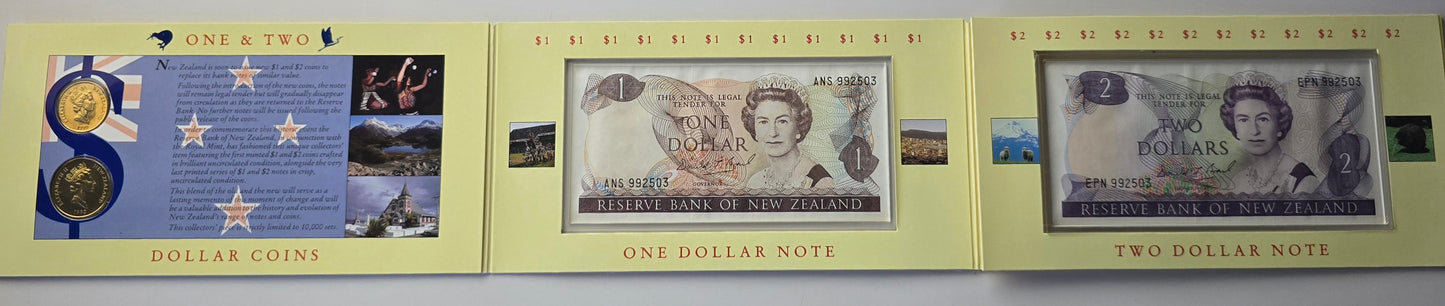 ONE & TWO
New Zealand is soon to issue new $1 and $2 coins to
replace its bank notes of similar value.
Following the introduction of the new coins, the notes
will remain legal tender but will gradually disappear
from circulation as they are returned to the Reserve
Bank. No further notes will be issued following the
public release of the coins.
In order to commemorate this historic event the
Reserve Bank of New Zealand, in conjunction with
the Royal Mint, has fashioned this unique collectors'
item featuring the first minted $1 and $2 coins crafted
in brilliant uncirculated condition, alongside the very
last printed series of $1 and $2 notes in crisp,
uncirculated condition.
This blend of the old and the new will serve as a
lasting memento of this moment of change and will
be a valuable addition to the history and evolution of
New Zealand's range of notes and coins.
This collectors' piece is strictly limited to 10,000 sets.
DOLLAR COINS
$1 $1 $1 $1 $1 $1 $1 $1 $1 $1 $1 $1
1
ANS 992503
THIS NOTE IS LEGAL
TENDER FOR
ONE
DOLLAR
ANS 992503
GOVERNOR
1
RESERVE BANK OF NEW ZEALAND
ONE DOLLAR NOTE
$2 $2 $2 $2 $2 $2 $2 $2 $2 $2 $2 $2
2
EPN 992503
THIS NOTE IS LEGAL
TENDER FOR
TWO
DOLLARS
EPN 992503
2
RESERVE BANK OF NEW ZEALAND
TWO DOLLAR NOTE